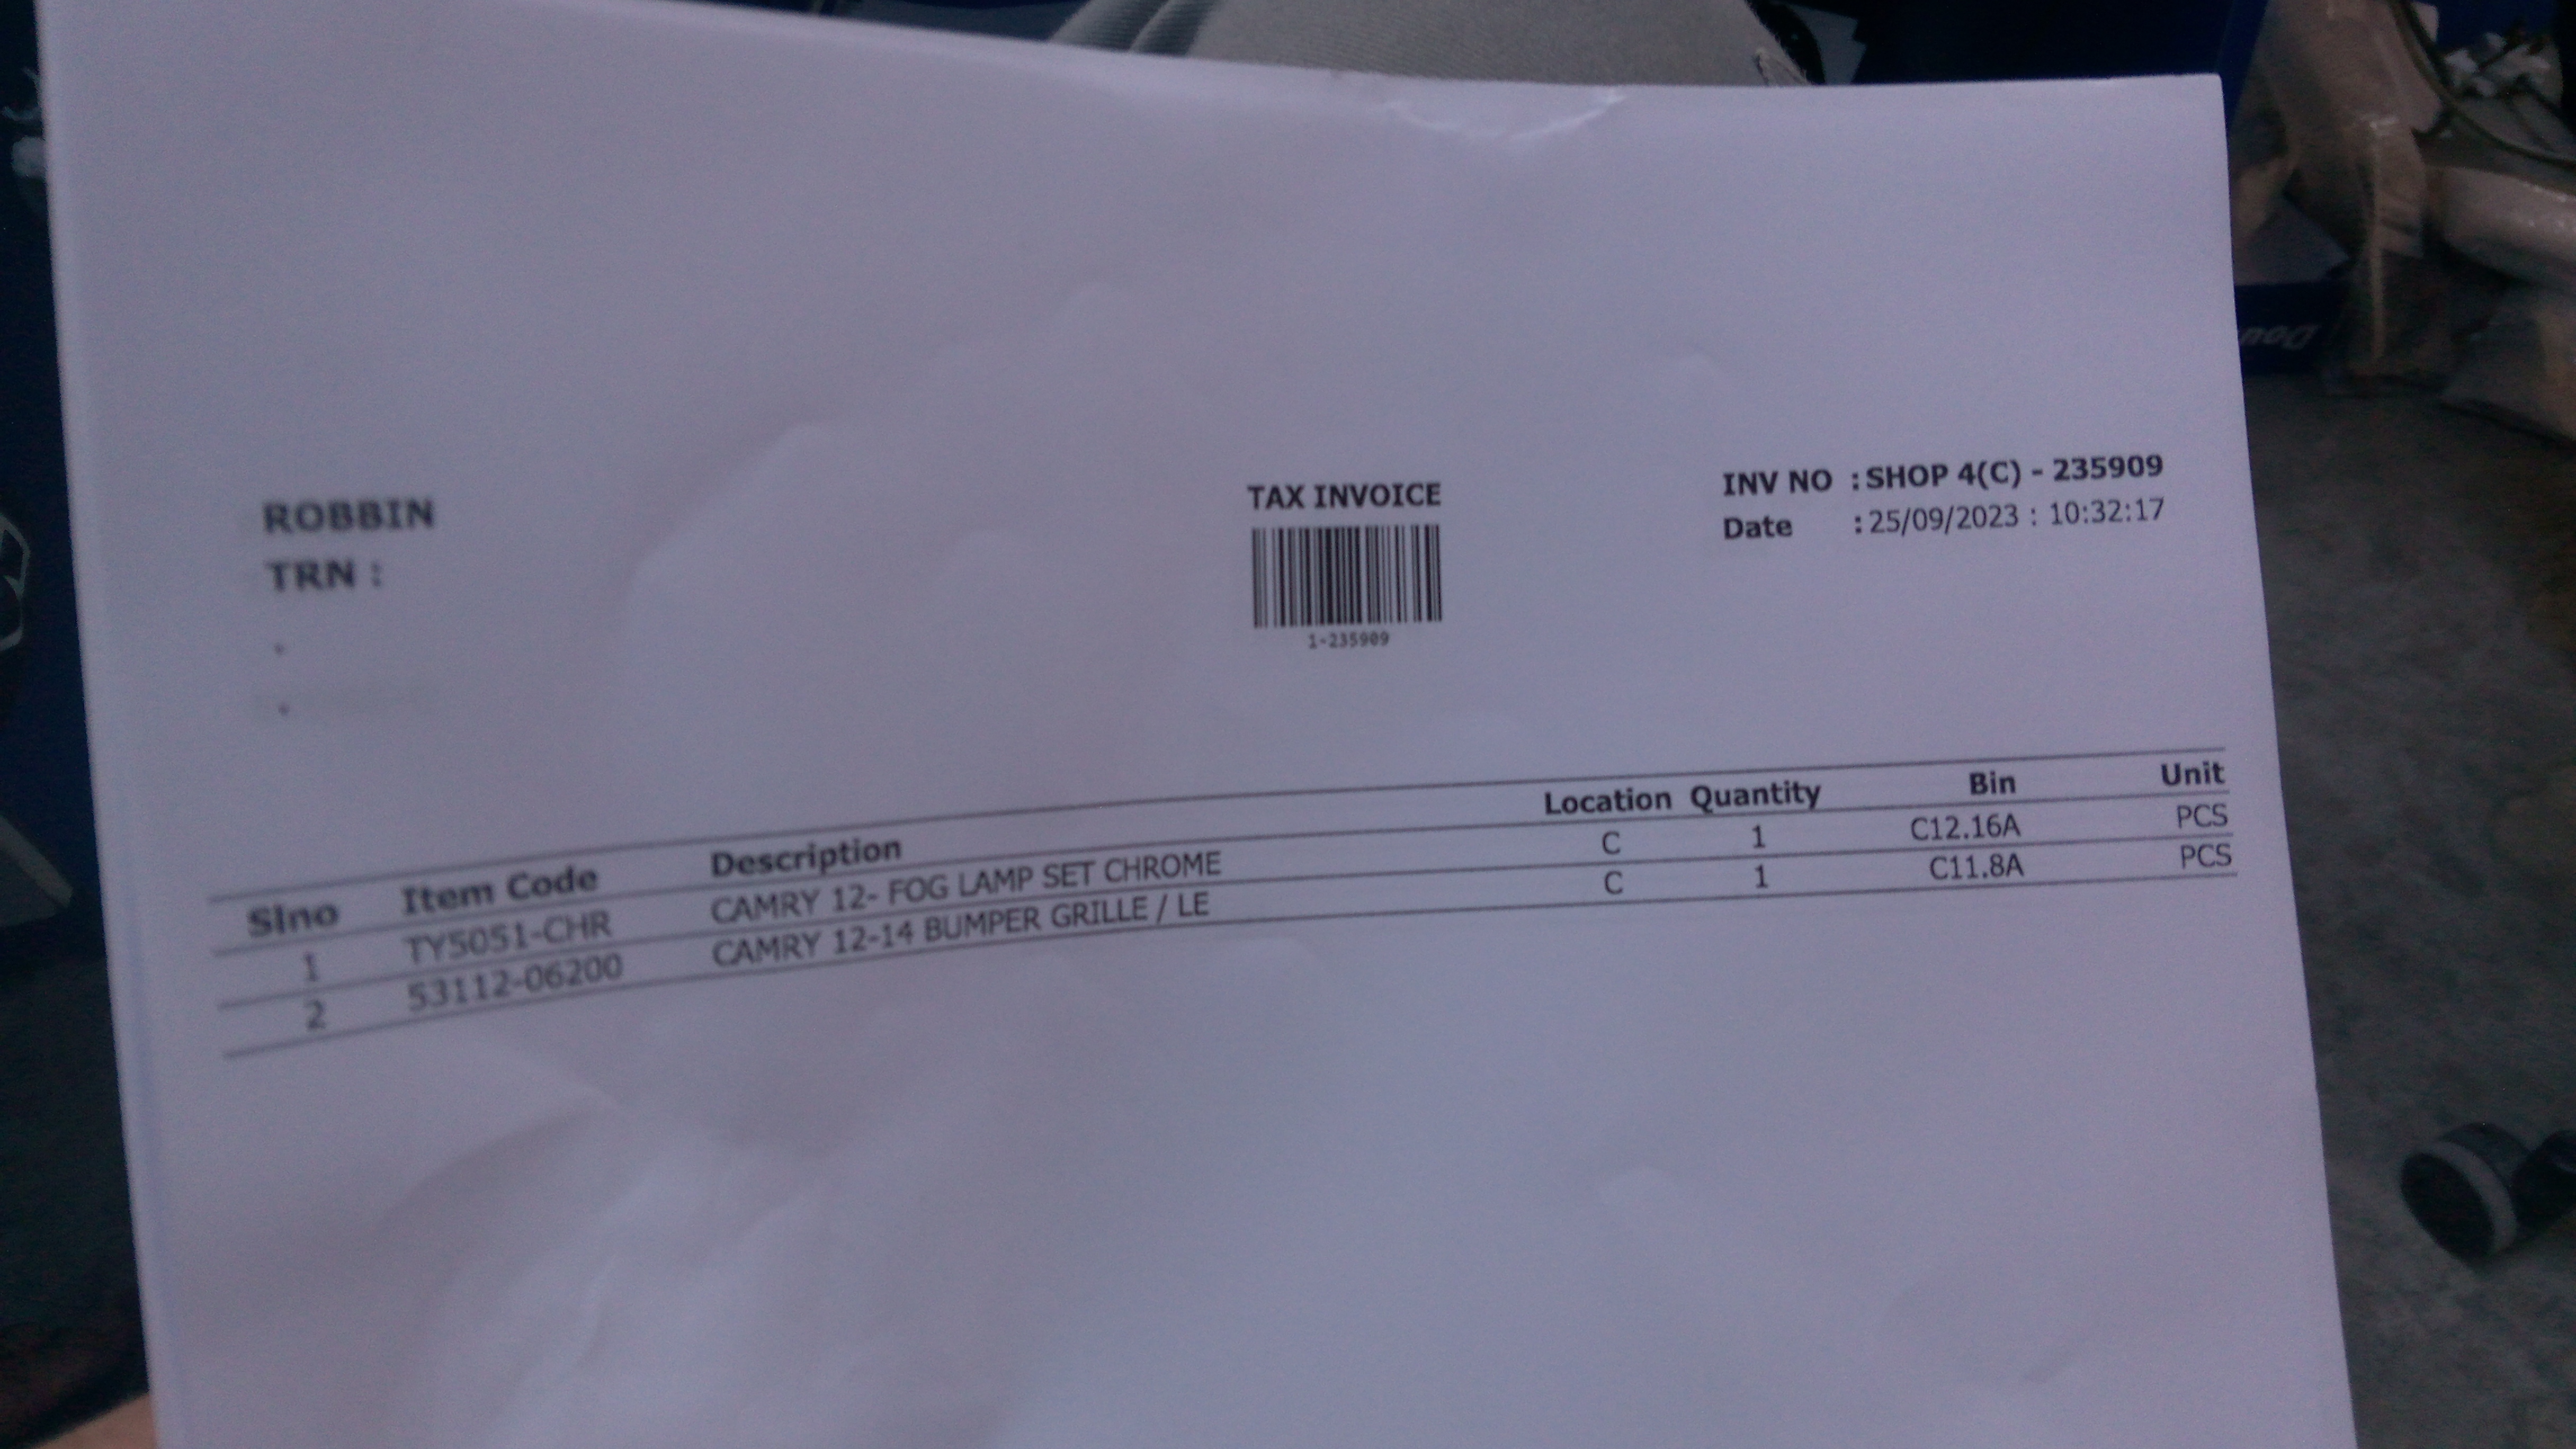 ROBBIN
TRN :
.
.
TAX INVOICE
1-235909
INV NO : SHOP 4(C) - 235909
Date : 25/09/2023 : 10:32:17
Slno Item Code Description Location Quantity Bin Unit
1 TY5051-CHR CAMRY 12- FOG LAMP SET CHROME C 1 C12.16A PCS
2 53112-06200 CAMRY 12-14 BUMPER GRILLE / LE C 1 C11.8A PCS